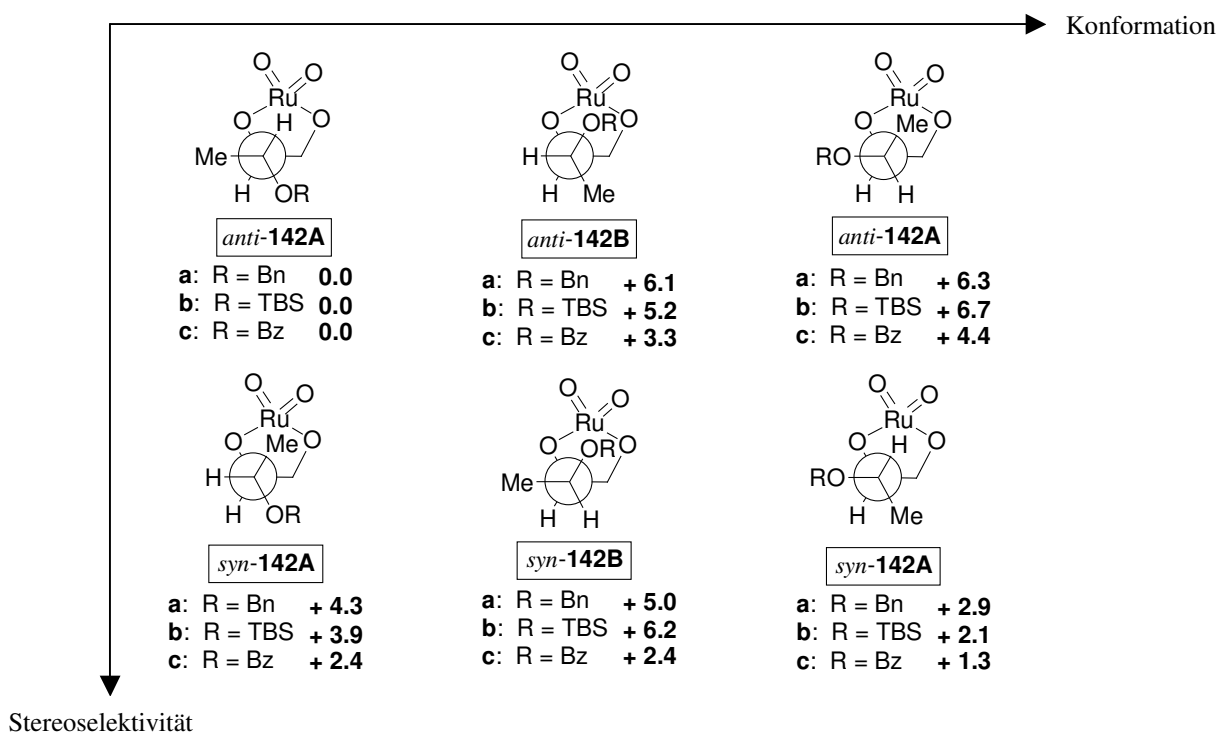 Konformation
O O
Ru
O H O
Me
H OR
anti-142A
a: R = Bn 0.0
b: R = TBS 0.0
c: R = Bz 0.0
O O
Ru
O OR O
H
H Me
anti-142B
a: R = Bn + 6.1
b: R = TBS + 5.2
c: R = Bz + 3.3
O O
Ru
O Me O
RO
H H
anti-142A
a: R = Bn + 6.3
b: R = TBS + 6.7
c: R = Bz + 4.4
O O
Ru
O Me O
H
H OR
syn-142A
a: R = Bn + 4.3
b: R = TBS + 3.9
c: R = Bz + 2.4
O O
Ru
O OR O
Me
H H
syn-142B
a: R = Bn + 5.0
b: R = TBS + 6.2
c: R = Bz + 2.4
O O
Ru
O H O
RO
H Me
syn-142A
a: R = Bn + 2.9
b: R = TBS + 2.1
c: R = Bz + 1.3
Stereoselektivität